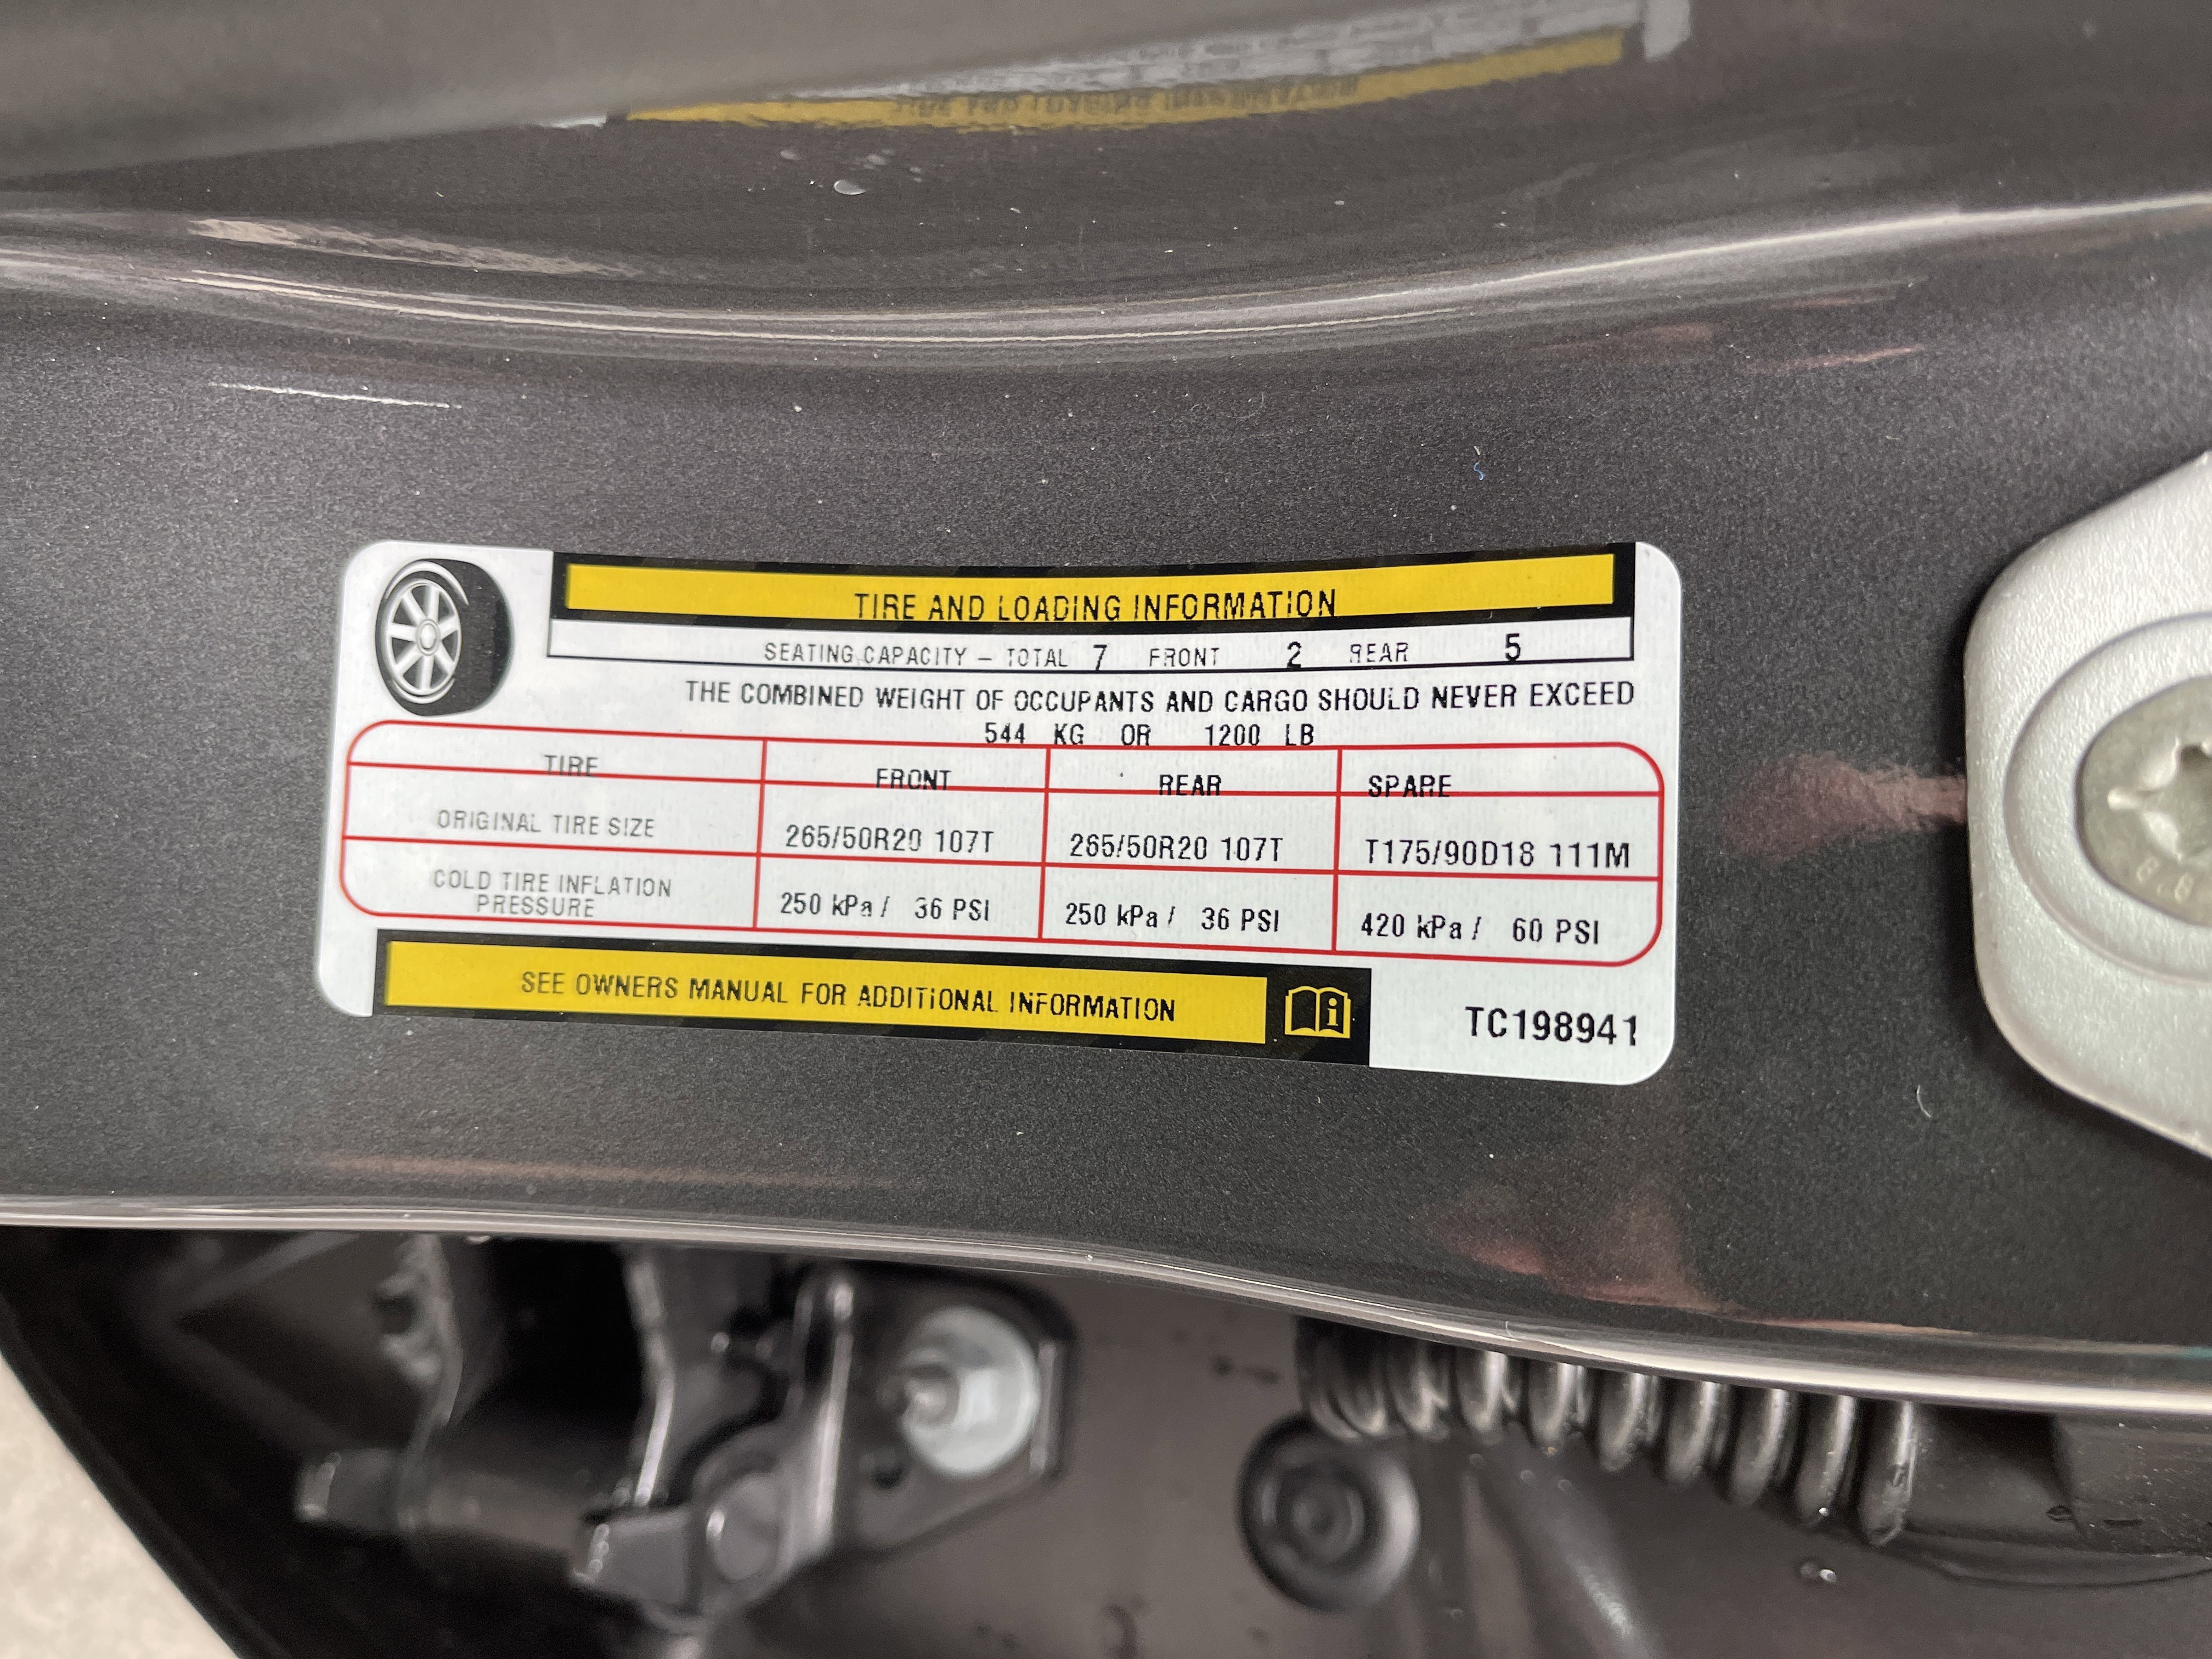 TIRE AND LOADING INFORMATION
SEATING CAPACITY – TOTAL 7 FRONT 2 REAR 5
THE COMBINED WEIGHT OF OCCUPANTS AND CARGO SHOULD NEVER EXCEED
544 KG OR 1200 LB
TIRE FRONT REAR SPARE
ORIGINAL TIRE SIZE 265/50R20 107T 265/50R20 107T T175/90D18 111M
COLD TIRE INFLATION
PRESSURE 250 kPa / 36 PSI 250 kPa / 36 PSI 420 kPa / 60 PSI
SEE OWNERS MANUAL FOR ADDITIONAL INFORMATION
TC198941
8.8